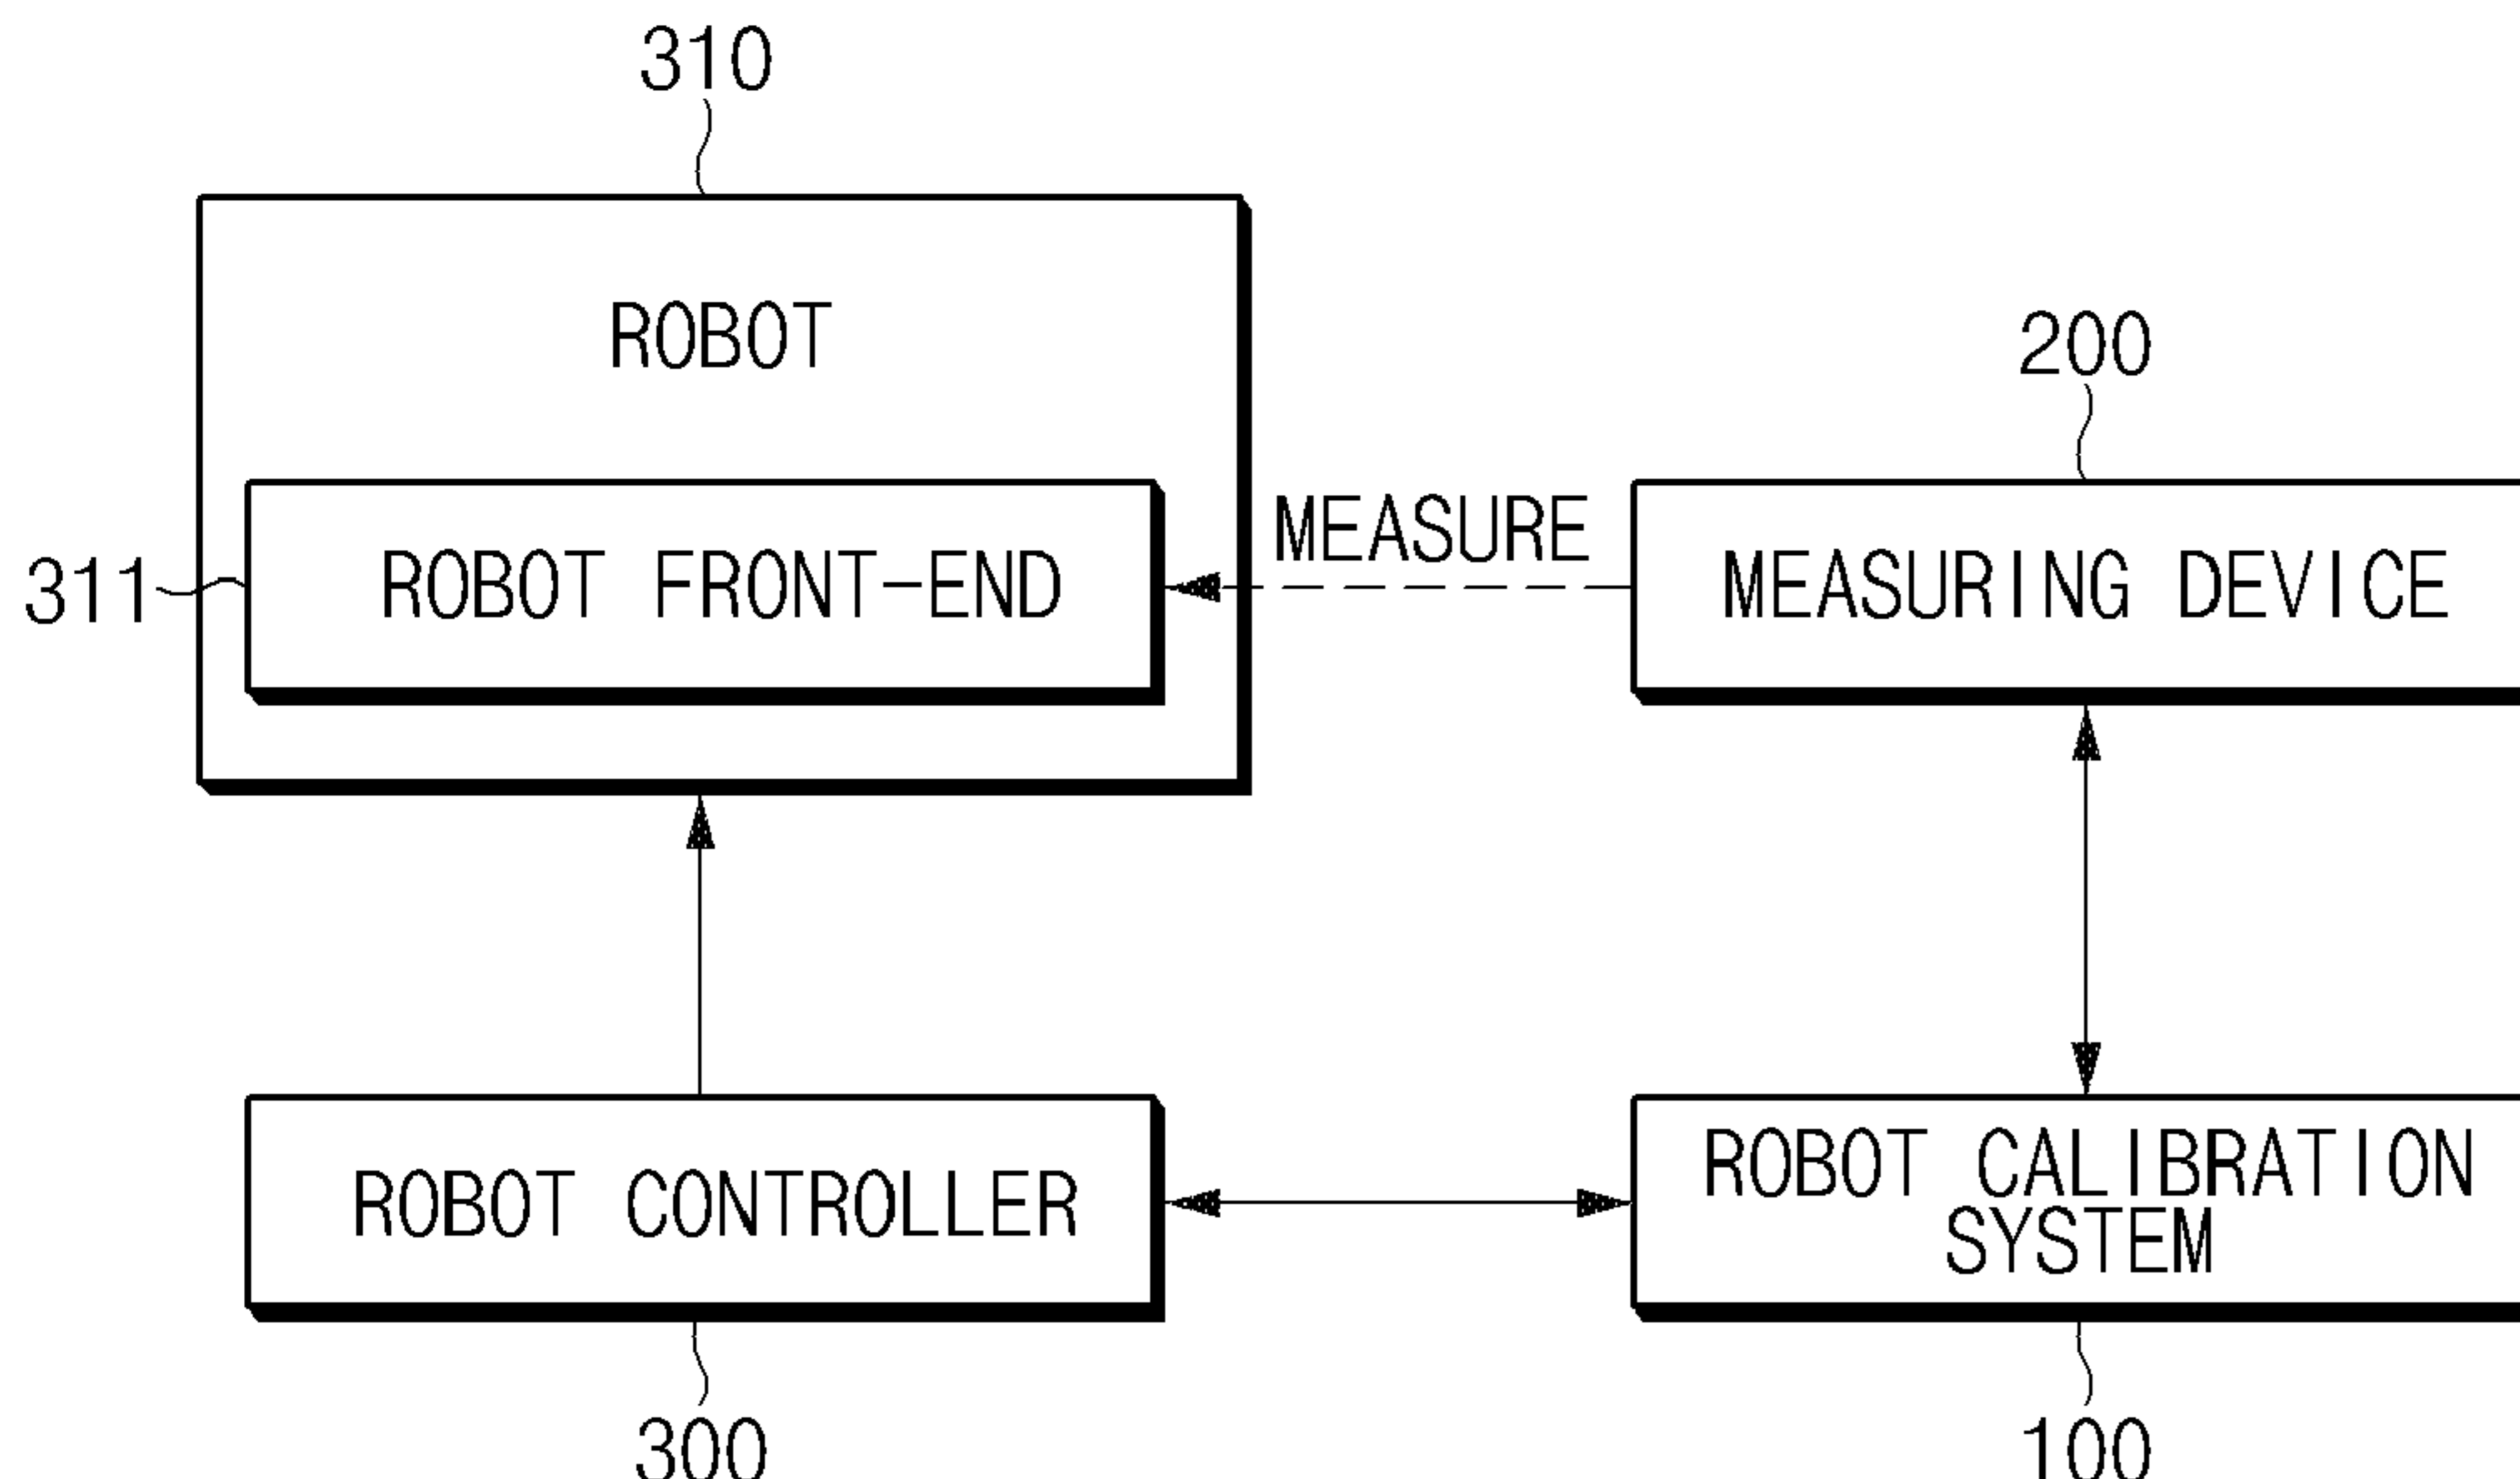 310
ROBOT
200
MEASURE
311
ROBOT FRONT-END
MEASURING DEVICE
ROBOT CONTROLLER
ROBOT CALIBRATION
SYSTEM
300
100